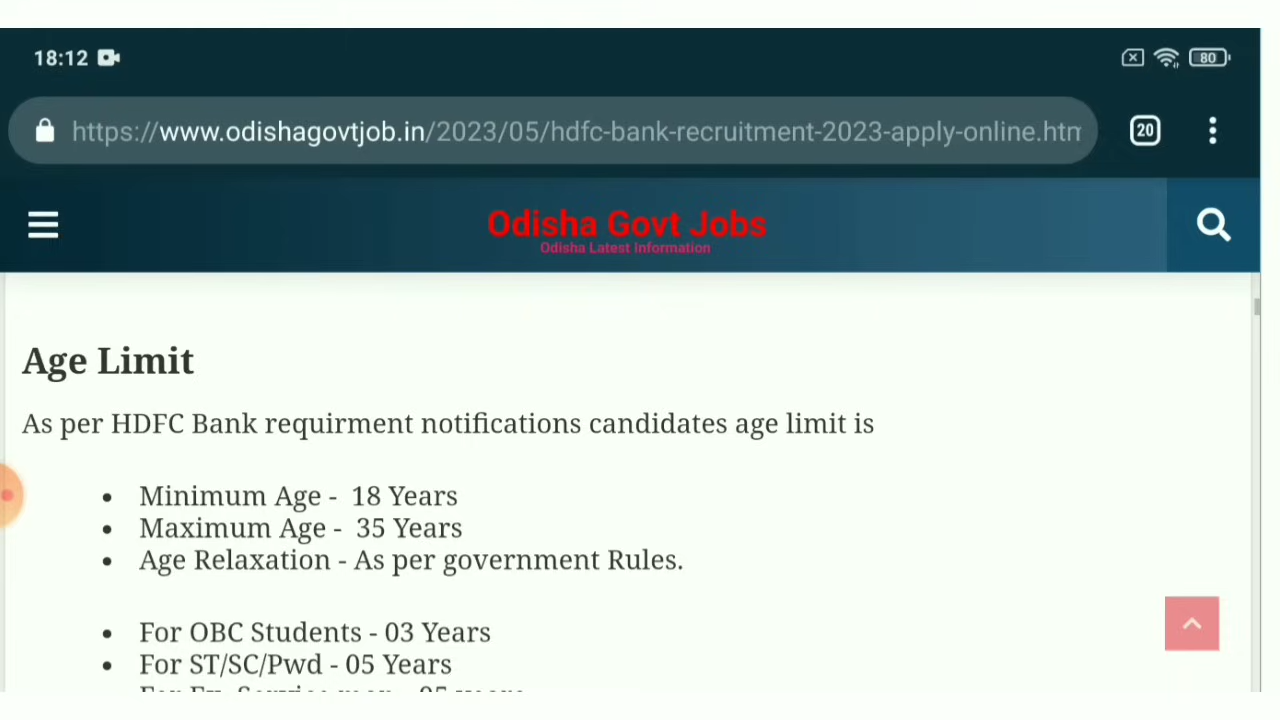 18:12
80
https://www.odishagovtjob.in/2023/05/hdfc-bank-recruitment-2023-apply-online.htm
20
Odisha Govt Jobs
Odisha Latest Information
Age Limit
As per HDFC Bank requirment notifications candidates age limit is
• Minimum Age - 18 Years
• Maximum Age - 35 Years
• Age Relaxation - As per government Rules.
• For OBC Students - 03 Years
• For ST/SC/Pwd - 05 Years